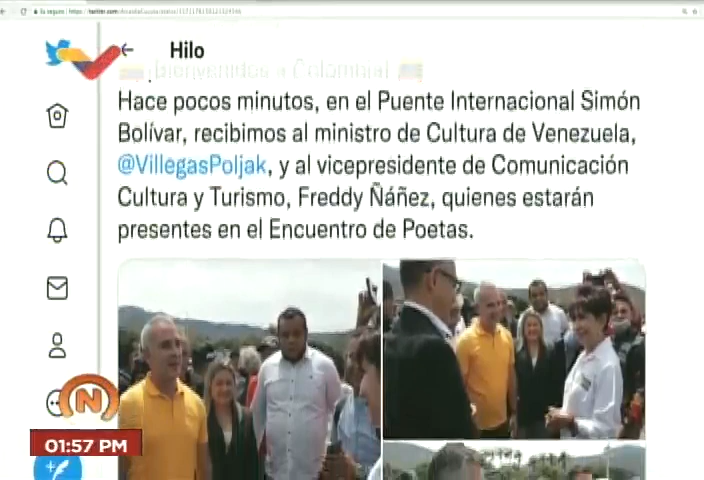 Hilo
¡bienvenidos a Colombia!
Hace pocos minutos, en el Puente Internacional Simón
Bolívar, recibimos al ministro de Cultura de Venezuela,
@VillegasPoljak, y al vicepresidente de Comunicación
Cultura y Turismo, Freddy Ñáñez, quienes estarán
presentes en el Encuentro de Poetas.
N
01:57 PM